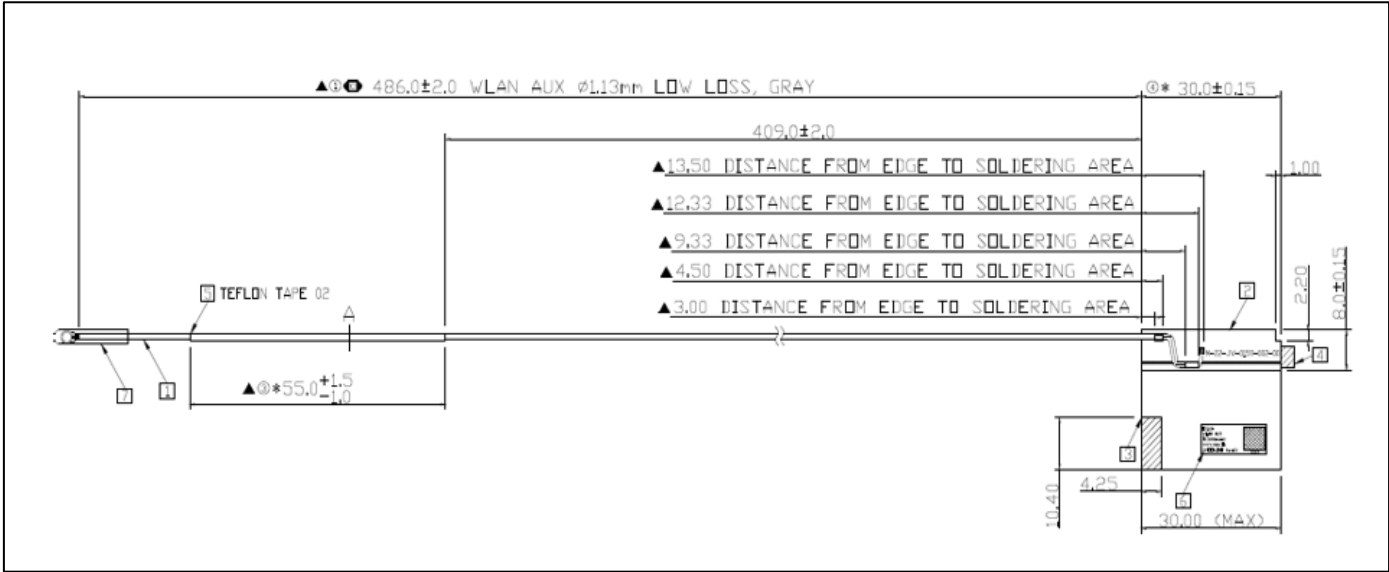 ▲①⬬ 486.0±2.0 WLAN AUX Ø1.13mm LOW LOSS, GRAY
④* 30.0±0.15
409.0±2.0
▲13.50 DISTANCE FROM EDGE TO SOLDERING AREA
1.00
▲12.33 DISTANCE FROM EDGE TO SOLDERING AREA
▲9.33 DISTANCE FROM EDGE TO SOLDERING AREA
▲4.50 DISTANCE FROM EDGE TO SOLDERING AREA
▲3.00 DISTANCE FROM EDGE TO SOLDERING AREA
2.20
8.0±0.15
2
5 TEFLON TAPE 02
A
4
7
1
▲③*55.0 +1.5
-1.0
3
6
10.40
4.25
30.00 (MAX)